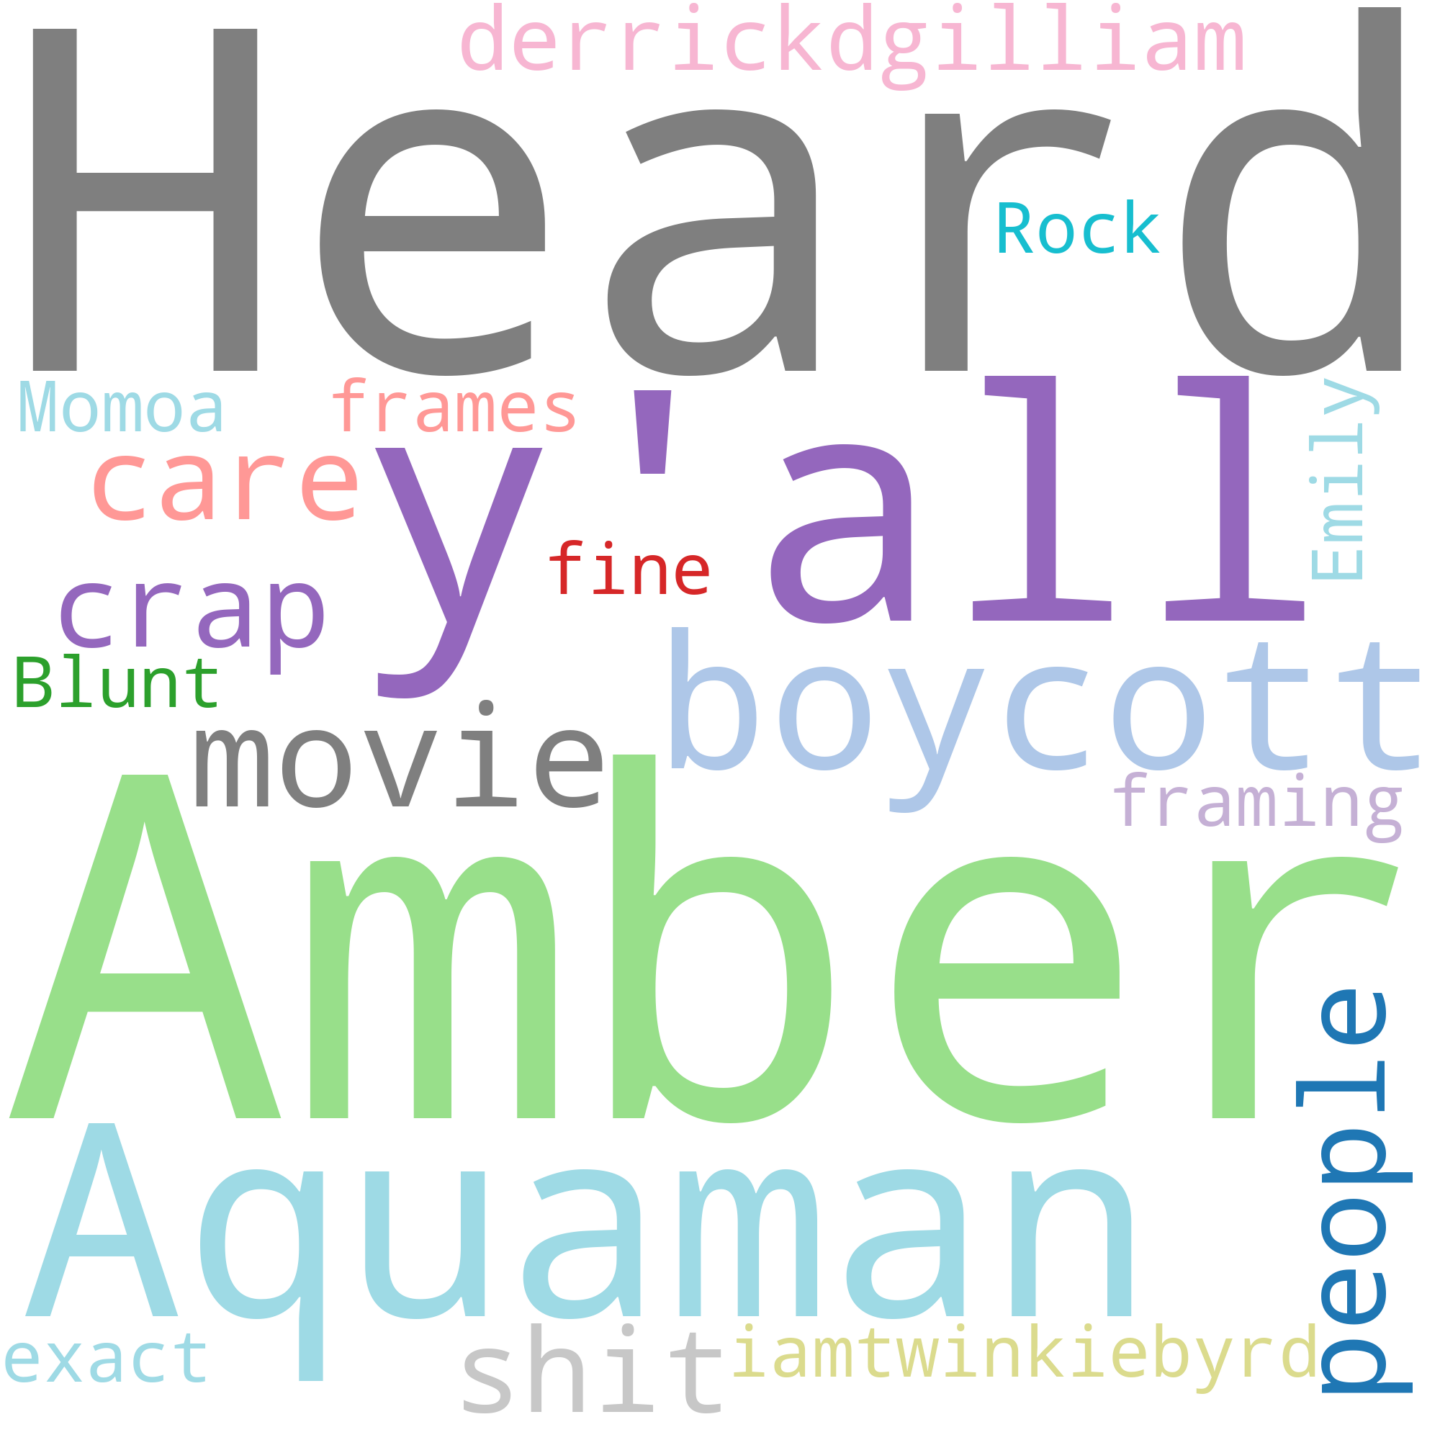 derrickdgilliam
Heard
Rock
Momoa
frames
y'all
Emily
care
fine
crap
boycott
Blunt
movie
framing
Amber
people
Aquaman
exact
shit
iamtwinkiebyrd